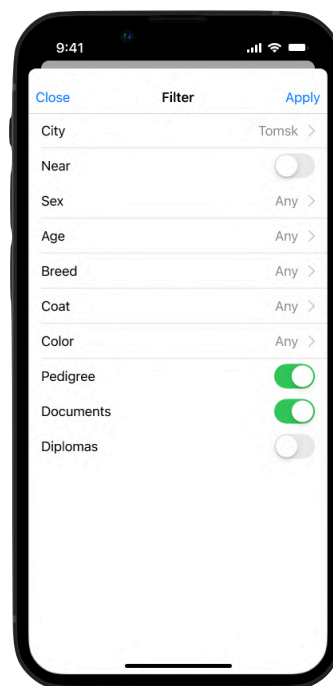 9:41
Close Filter Apply
City Tomsk
Near
Sex Any
Age Any
Breed Any
Coat Any
Color Any
Pedigree
Documents
Diplomas